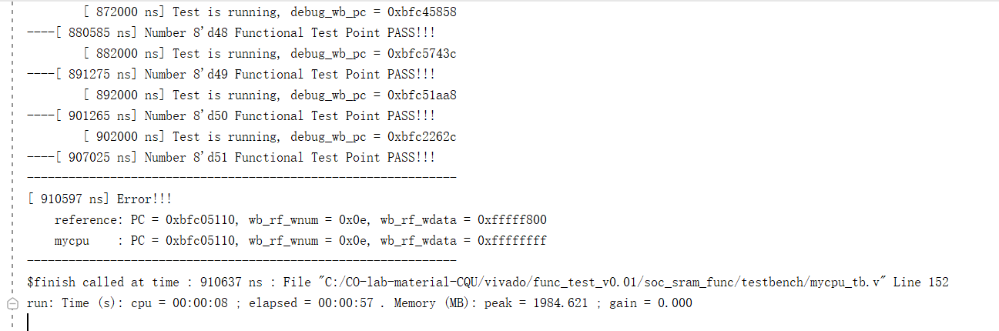 [ 872000 ns] Test is running, debug_wb_pc = 0xbfc45858
----[ 880585 ns] Number 8'd48 Functional Test Point PASS!!!
[ 882000 ns] Test is running, debug_wb_pc = 0xbfc5743c
----[ 891275 ns] Number 8'd49 Functional Test Point PASS!!!
[ 892000 ns] Test is running, debug_wb_pc = 0xbfc51aa8
----[ 901265 ns] Number 8'd50 Functional Test Point PASS!!!
[ 902000 ns] Test is running, debug_wb_pc = 0xbfc2262c
----[ 907025 ns] Number 8'd51 Functional Test Point PASS!!!
--------------------------------------------------------------
[ 910597 ns] Error!!!
reference: PC = 0xbfc05110, wb_rf_wnum = 0x0e, wb_rf_wdata = 0xfffff800
mycpu    : PC = 0xbfc05110, wb_rf_wnum = 0x0e, wb_rf_wdata = 0xffffffff
--------------------------------------------------------------
$finish called at time : 910637 ns : File "C:/CO-lab-material-CQU/vivado/func_test_v0.01/soc_sram_func/testbench/mycpu_tb.v" Line 152
run: Time (s): cpu = 00:00:08 ; elapsed = 00:00:57 . Memory (MB): peak = 1984.621 ; gain = 0.000